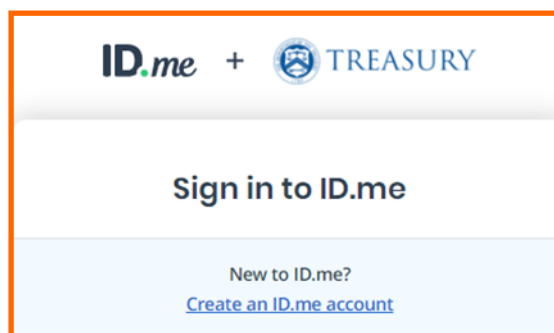 ID.me + TREASURY
Sign in to ID.me
New to ID.me?
Create an ID.me account